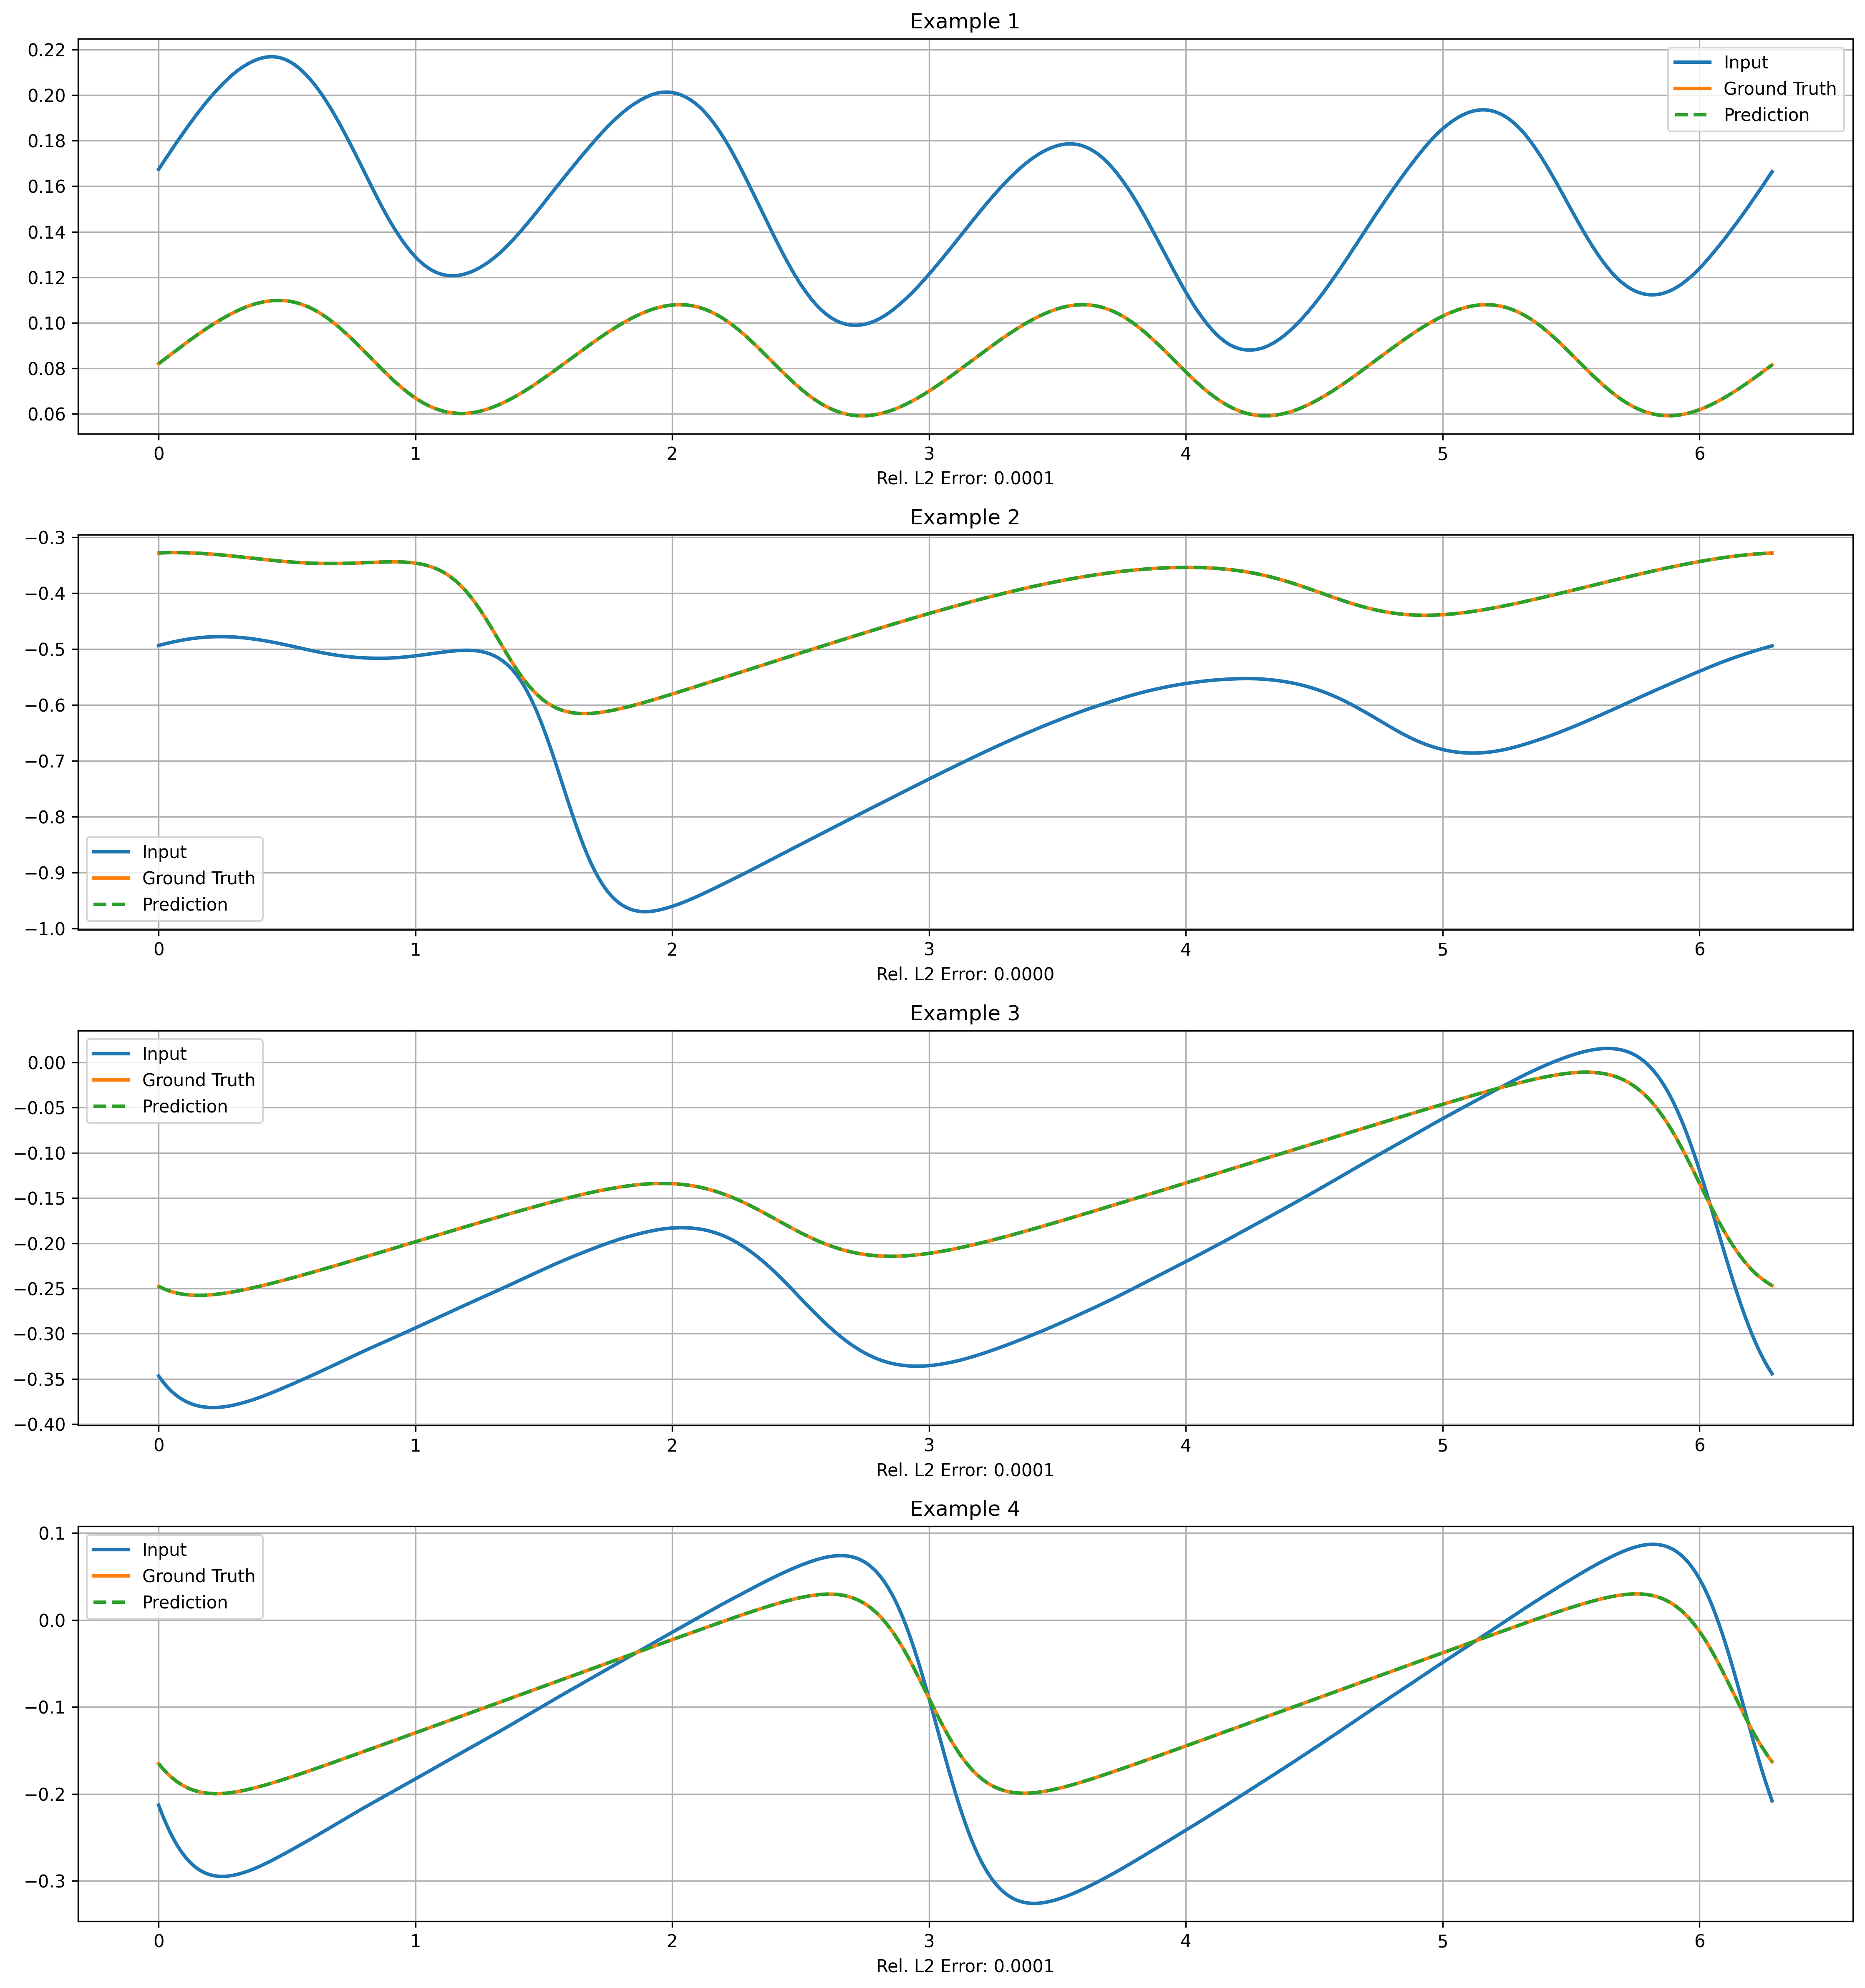 Example 1
0.22
0.20
0.18
0.16
0.14
0.12
0.10
0.08
0.06
Input
Ground Truth
Prediction
0 1 2 3 4 5 6
Rel. L2 Error: 0.0001
Example 2
−0.3
−0.4
−0.5
−0.6
−0.7
−0.8
−0.9
−1.0
Input
Ground Truth
Prediction
0 1 2 3 4 5 6
Rel. L2 Error: 0.0000
Example 3
0.00
−0.05
−0.10
−0.15
−0.20
−0.25
−0.30
−0.35
−0.40
Input
Ground Truth
Prediction
0 1 2 3 4 5 6
Rel. L2 Error: 0.0001
Example 4
0.1
0.0
−0.1
−0.2
−0.3
Input
Ground Truth
Prediction
0 1 2 3 4 5 6
Rel. L2 Error: 0.0001